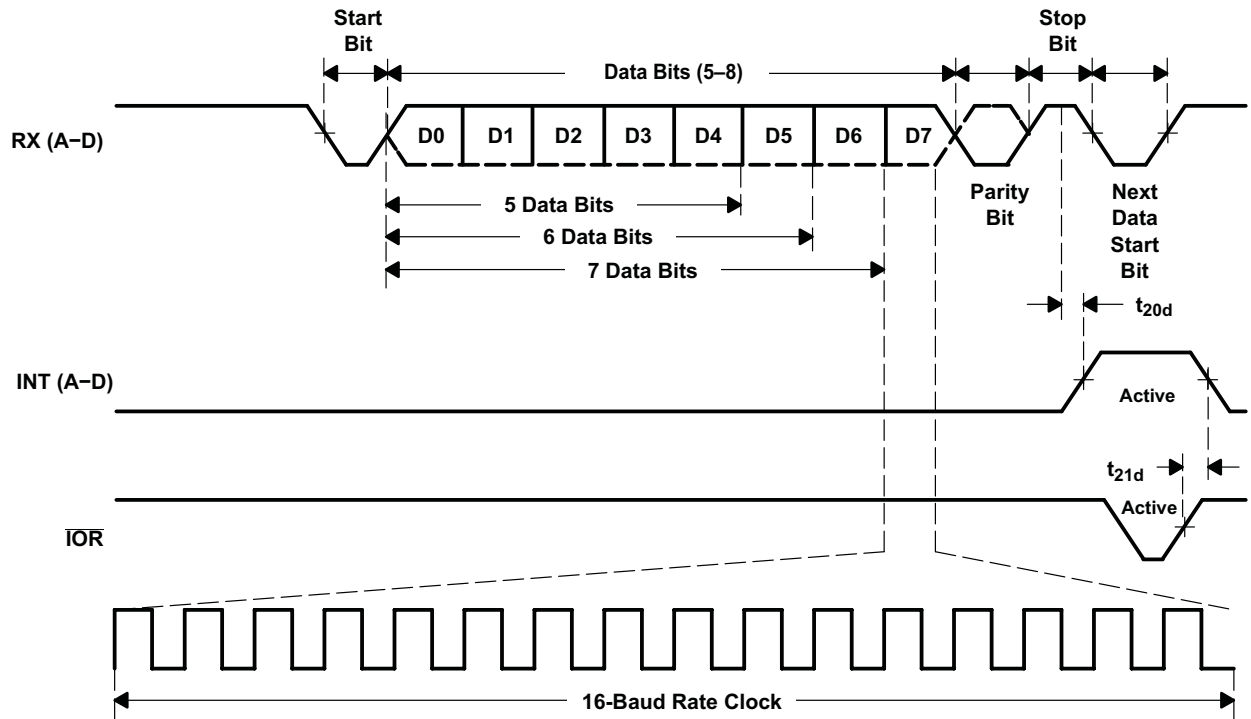 Start
Bit
Stop
Bit
Data Bits (5–8)
RX (A–D)
D0 D1 D2 D3 D4 D5 D6 D7
Parity
Bit
Next
Data
Start
Bit
5 Data Bits
6 Data Bits
7 Data Bits
t20d
INT (A–D)
Active
t21d
Active
IOR
16-Baud Rate Clock